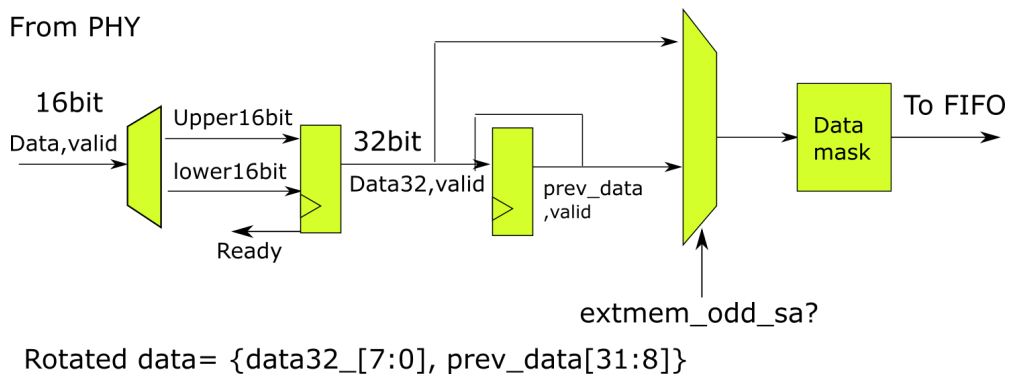 From PHY
16bit
Data,valid
Upper16bit
lower16bit
Ready
32bit
Data32,valid
prev_data
,valid
extmem_odd_sa?
Data
mask
To FIFO
Rotated data= {data32_[7:0], prev_data[31:8]}